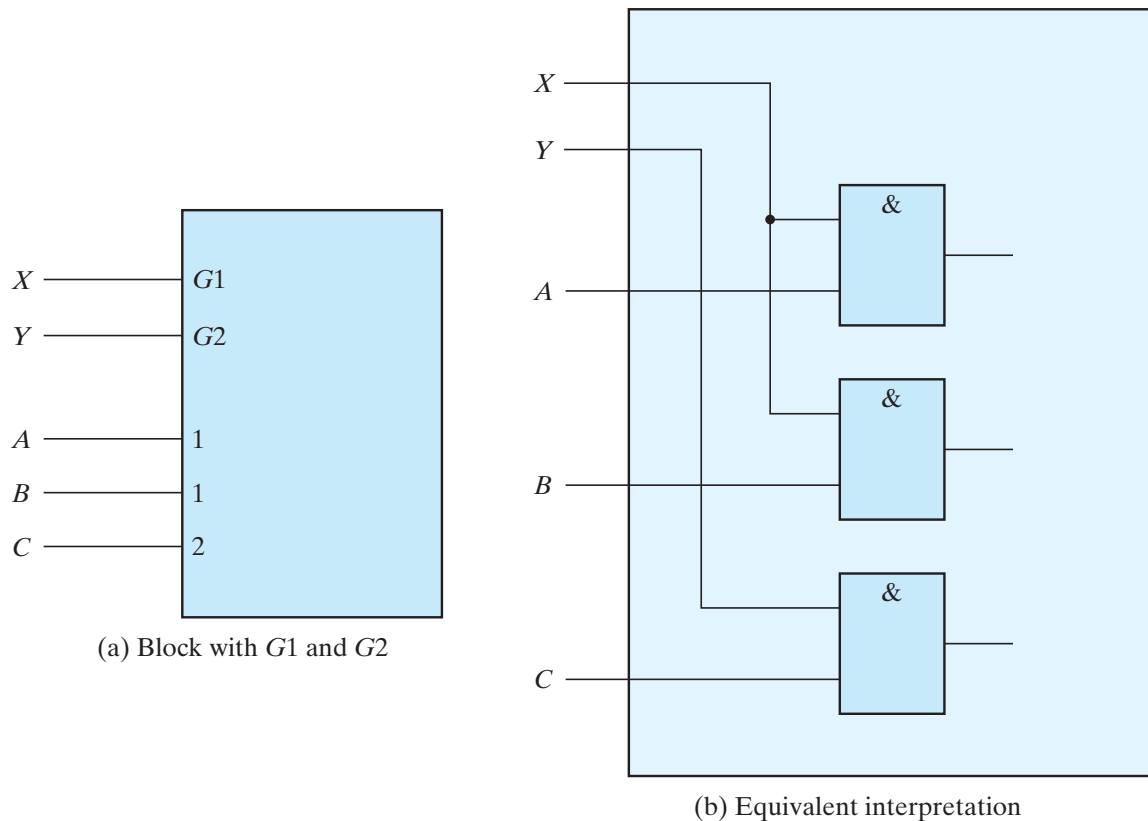 X
G1
Y
G2
A
1
B
1
C
2
(a) Block with G1 and G2
X
Y
&
A
&
B
&
C
(b) Equivalent interpretation